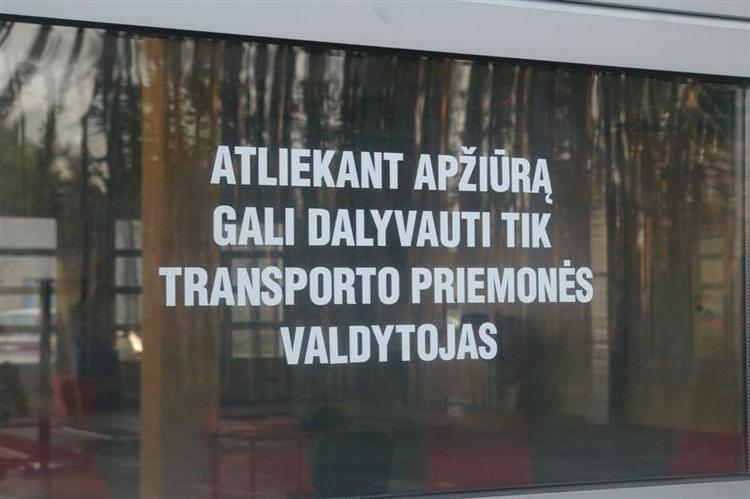 ATLIEKANT APŽIŪRĄ
GALI DALYVAUTI TIK
TRANSPORTO PRIEMONĖS
VALDYTOJAS